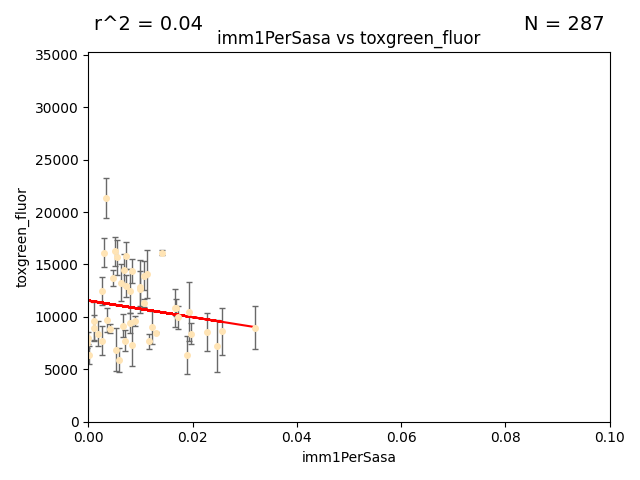 r^2 = 0.04
N = 287
imm1PerSasa vs toxgreen_fluor
35000
30000
25000
20000
15000
10000
5000
0
toxgreen_fluor
0.00
0.02
0.04
0.06
0.08
0.10
imm1PerSasa